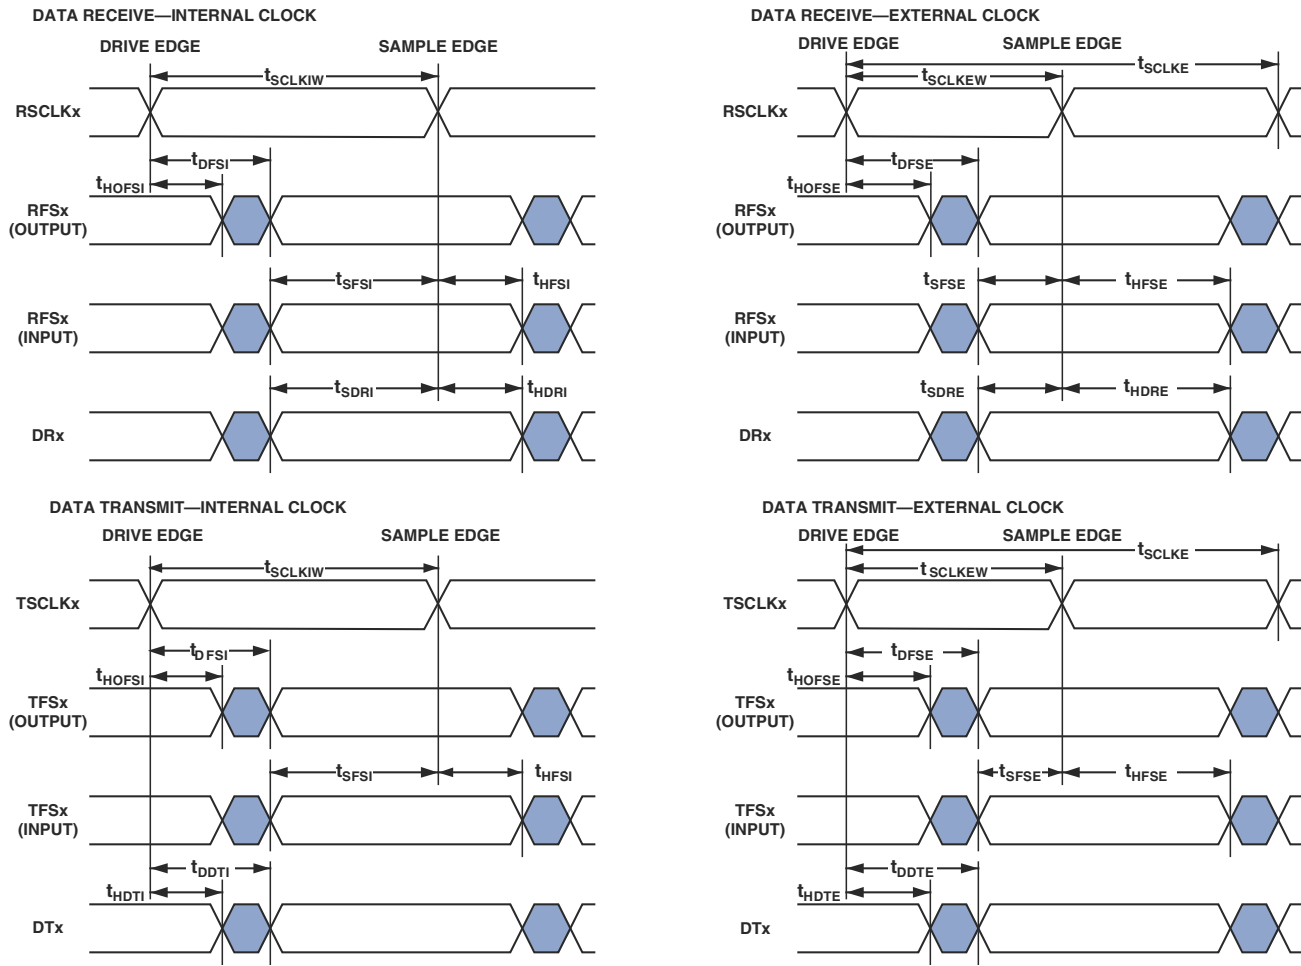 DATA RECEIVE—INTERNAL CLOCK
DRIVE EDGE
SAMPLE EDGE
tSCLKIW
RSCLKx
tDFSI
tHOFSI
RFSx
(OUTPUT)
tSFSI
tHFSI
RFSx
(INPUT)
tSDRI
tHDRI
DRx
DATA RECEIVE—EXTERNAL CLOCK
DRIVE EDGE
SAMPLE EDGE
tSCLKE
tSCLKEW
RSCLKx
tDFSE
tHOFSE
RFSx
(OUTPUT)
tSFSE
tHFSE
RFSx
(INPUT)
tSDRE
tHDRE
DRx
DATA TRANSMIT—INTERNAL CLOCK
DRIVE EDGE
SAMPLE EDGE
tSCLKIW
TSCLKx
tDFSI
tHOFSI
TFSx
(OUTPUT)
tSFSI
tHFSI
TFSx
(INPUT)
tDDTI
tHDTI
DTx
DATA TRANSMIT—EXTERNAL CLOCK
DRIVE EDGE
SAMPLE EDGE
tSCLKE
tSCLKEW
TSCLKx
tDFSE
tHOFSE
TFSx
(OUTPUT)
tSFSE
tHFSE
TFSx
(INPUT)
tDDTE
tHDTE
DTx